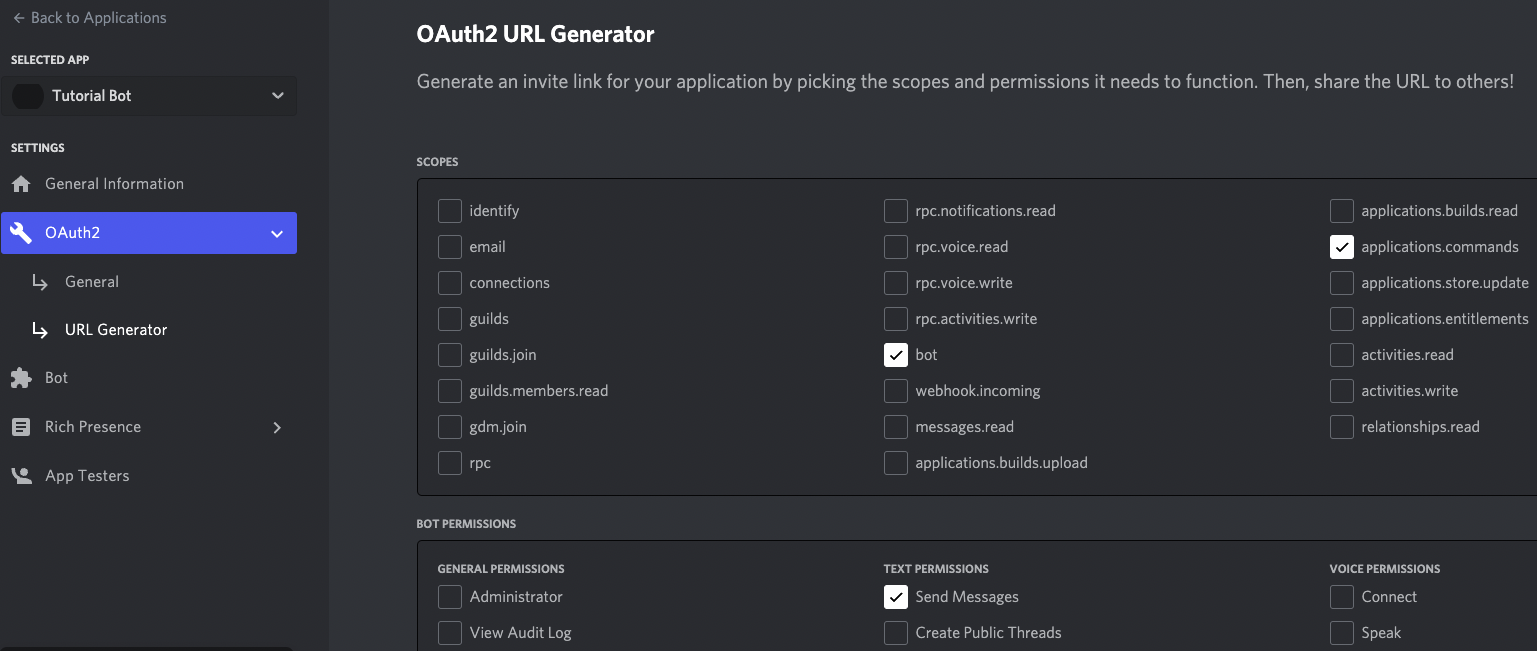 ← Back to Applications
SELECTED APP
Tutorial Bot
SETTINGS
General Information
OAuth2
General
URL Generator
Bot
Rich Presence
App Testers
OAuth2 URL Generator
Generate an invite link for your application by picking the scopes and permissions it needs to function. Then, share the URL to others!
SCOPES
identify
email
connections
guilds
guilds.join
guilds.members.read
gdm.join
rpc
rpc.notifications.read
rpc.voice.read
rpc.voice.write
rpc.activities.write
bot
webhook.incoming
messages.read
applications.builds.upload
applications.builds.read
applications.commands
applications.store.update
applications.entitlements
activities.read
activities.write
relationships.read
BOT PERMISSIONS
GENERAL PERMISSIONS
Administrator
View Audit Log
TEXT PERMISSIONS
Send Messages
Create Public Threads
VOICE PERMISSIONS
Connect
Speak